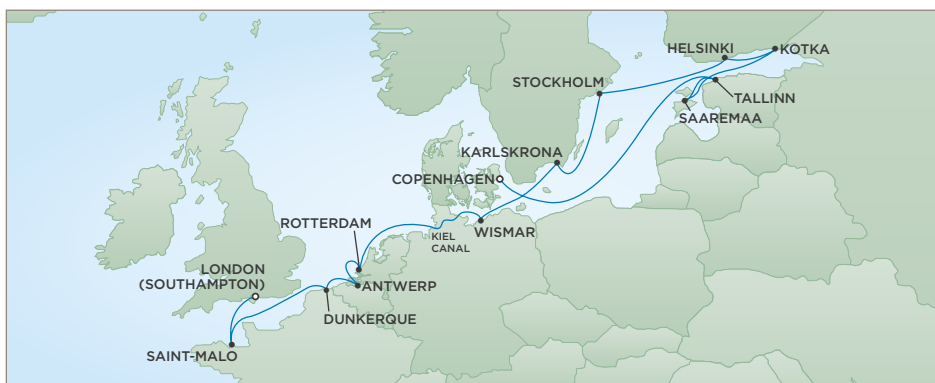 HELSINKI
KOTKA
STOCKHOLM
TALLINN
SAAREMAA
KARLSKRONA
COPENHAGEN
ROTTERDAM
WISMAR
KIEL
CANAL
LONDON
(SOUTHAMPTON)
ANTWERP
DUNKERQUE
SAINT-MALO